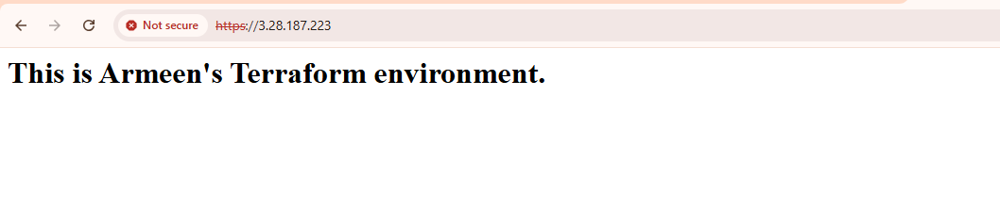 Not secure https://3.28.187.223
This is Armeen's Terraform environment.